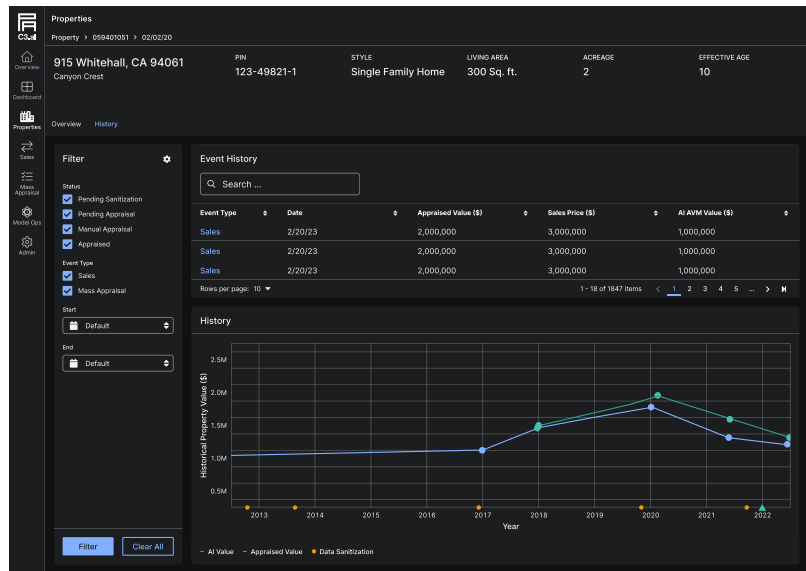 C3.ai
Properties
Property > 059401051 > 02/02/20
915 Whitehall, CA 94061
Canyon Crest
PIN
123-49821-1
STYLE
Single Family Home
LIVING AREA
300 Sq. ft.
ACREAGE
2
EFFECTIVE AGE
10
Overview
History
Overview
Dashboard
Properties
Sales
Mass
Appraisal
Model Ops
Admin
Filter
Status
Pending Sanitization
Pending Appraisal
Manual Appraisal
Appraised
Event Type
Sales
Mass Appraisal
Start
Default
End
Default
Filter
Clear All
Event History
Search ...
Event Type Date Appraised Value ($) Sales Price ($) AI AVM Value ($)
Sales 2/20/23 2,000,000 3,000,000 1,000,000
Sales 2/20/23 2,000,000 3,000,000 1,000,000
Sales 2/20/23 2,000,000 3,000,000 1,000,000
Rows per page: 10 1 - 18 of 1847 items < 1 2 3 4 5 ... >
History
Historical Property Value ($)
2.5M
2.0M
1.5M
1.0M
0.5M
2013 2014 2015 2016 2017 2018 2019 2020 2021 2022
Year
AI Value Appraised Value Data Sanitization